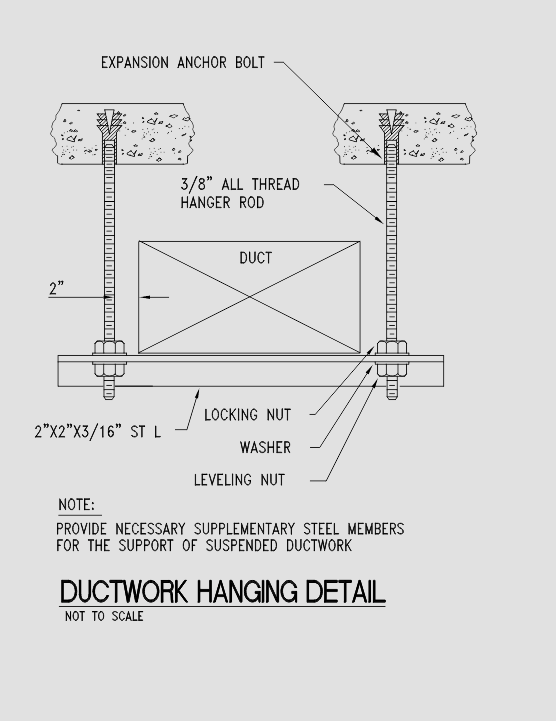 EXPANSION ANCHOR BOLT
3/8" ALL THREAD
HANGER ROD
DUCT
2"
LOCKING NUT
2"X2"X3/16" ST L
WASHER
LEVELING NUT
NOTE:
PROVIDE NECESSARY SUPPLEMENTARY STEEL MEMBERS
FOR THE SUPPORT OF SUSPENDED DUCTWORK
DUCTWORK HANGING DETAIL
NOT TO SCALE